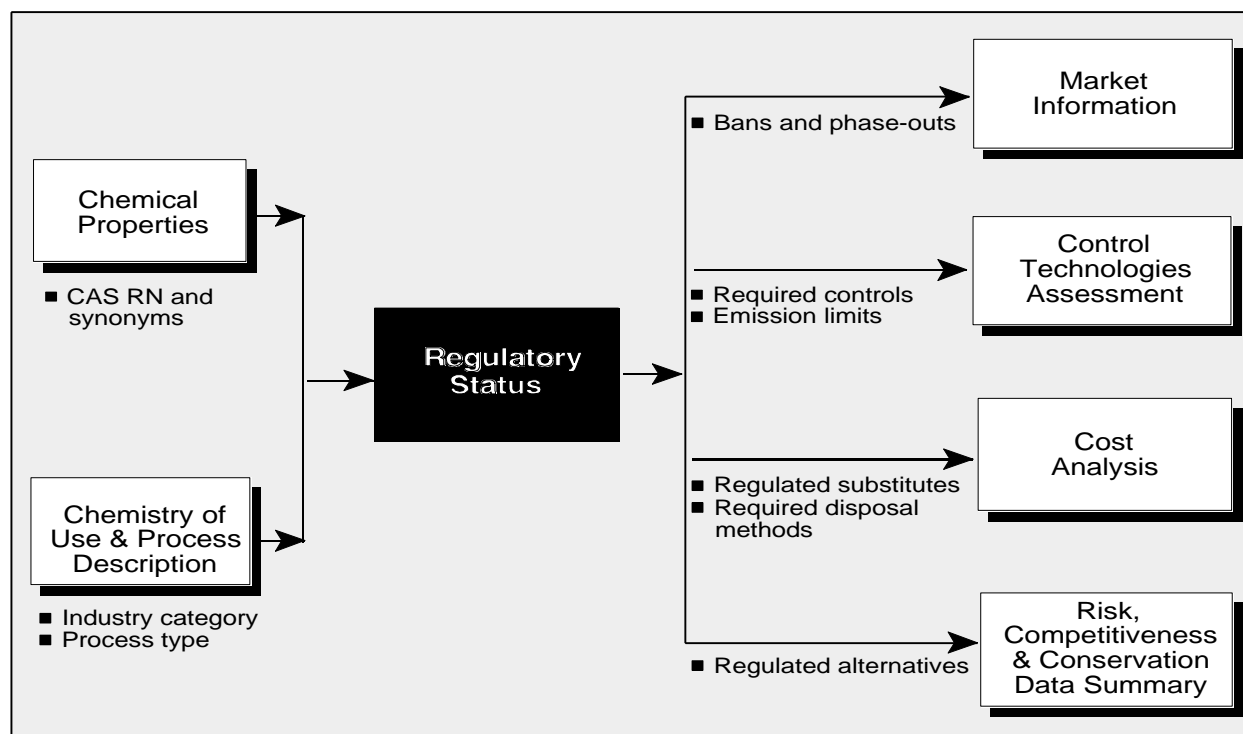 Chemical
Properties
■ CAS RN and
synonyms
Chemistry of
Use & Process
Description
■ Industry category
■ Process type
Regulatory
Status
■ Bans and phase-outs
Market
Information
■ Required controls
■ Emission limits
Control
Technologies
Assessment
■ Regulated substitutes
■ Required disposal
methods
Cost
Analysis
■ Regulated alternatives
Risk,
Competitiveness
& Conservation
Data Summary